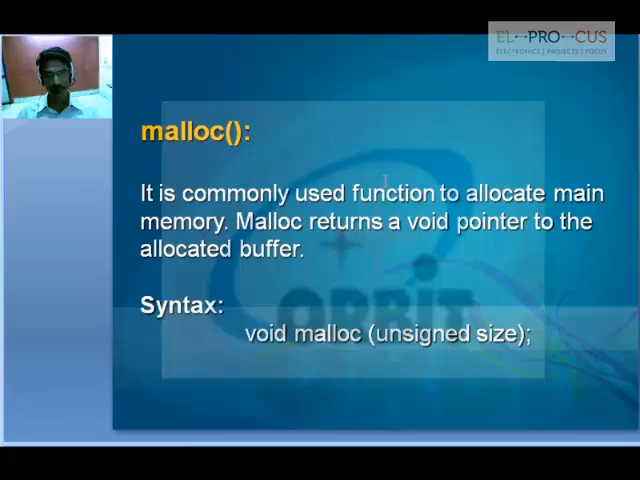 EL PRO CUS
ELECTRONICS | PROJECTS | FOCUS
malloc():
It is commonly used function to allocate main
memory. Malloc returns a void pointer to the
allocated buffer.
Syntax:
void malloc (unsigned size);
ORBIT